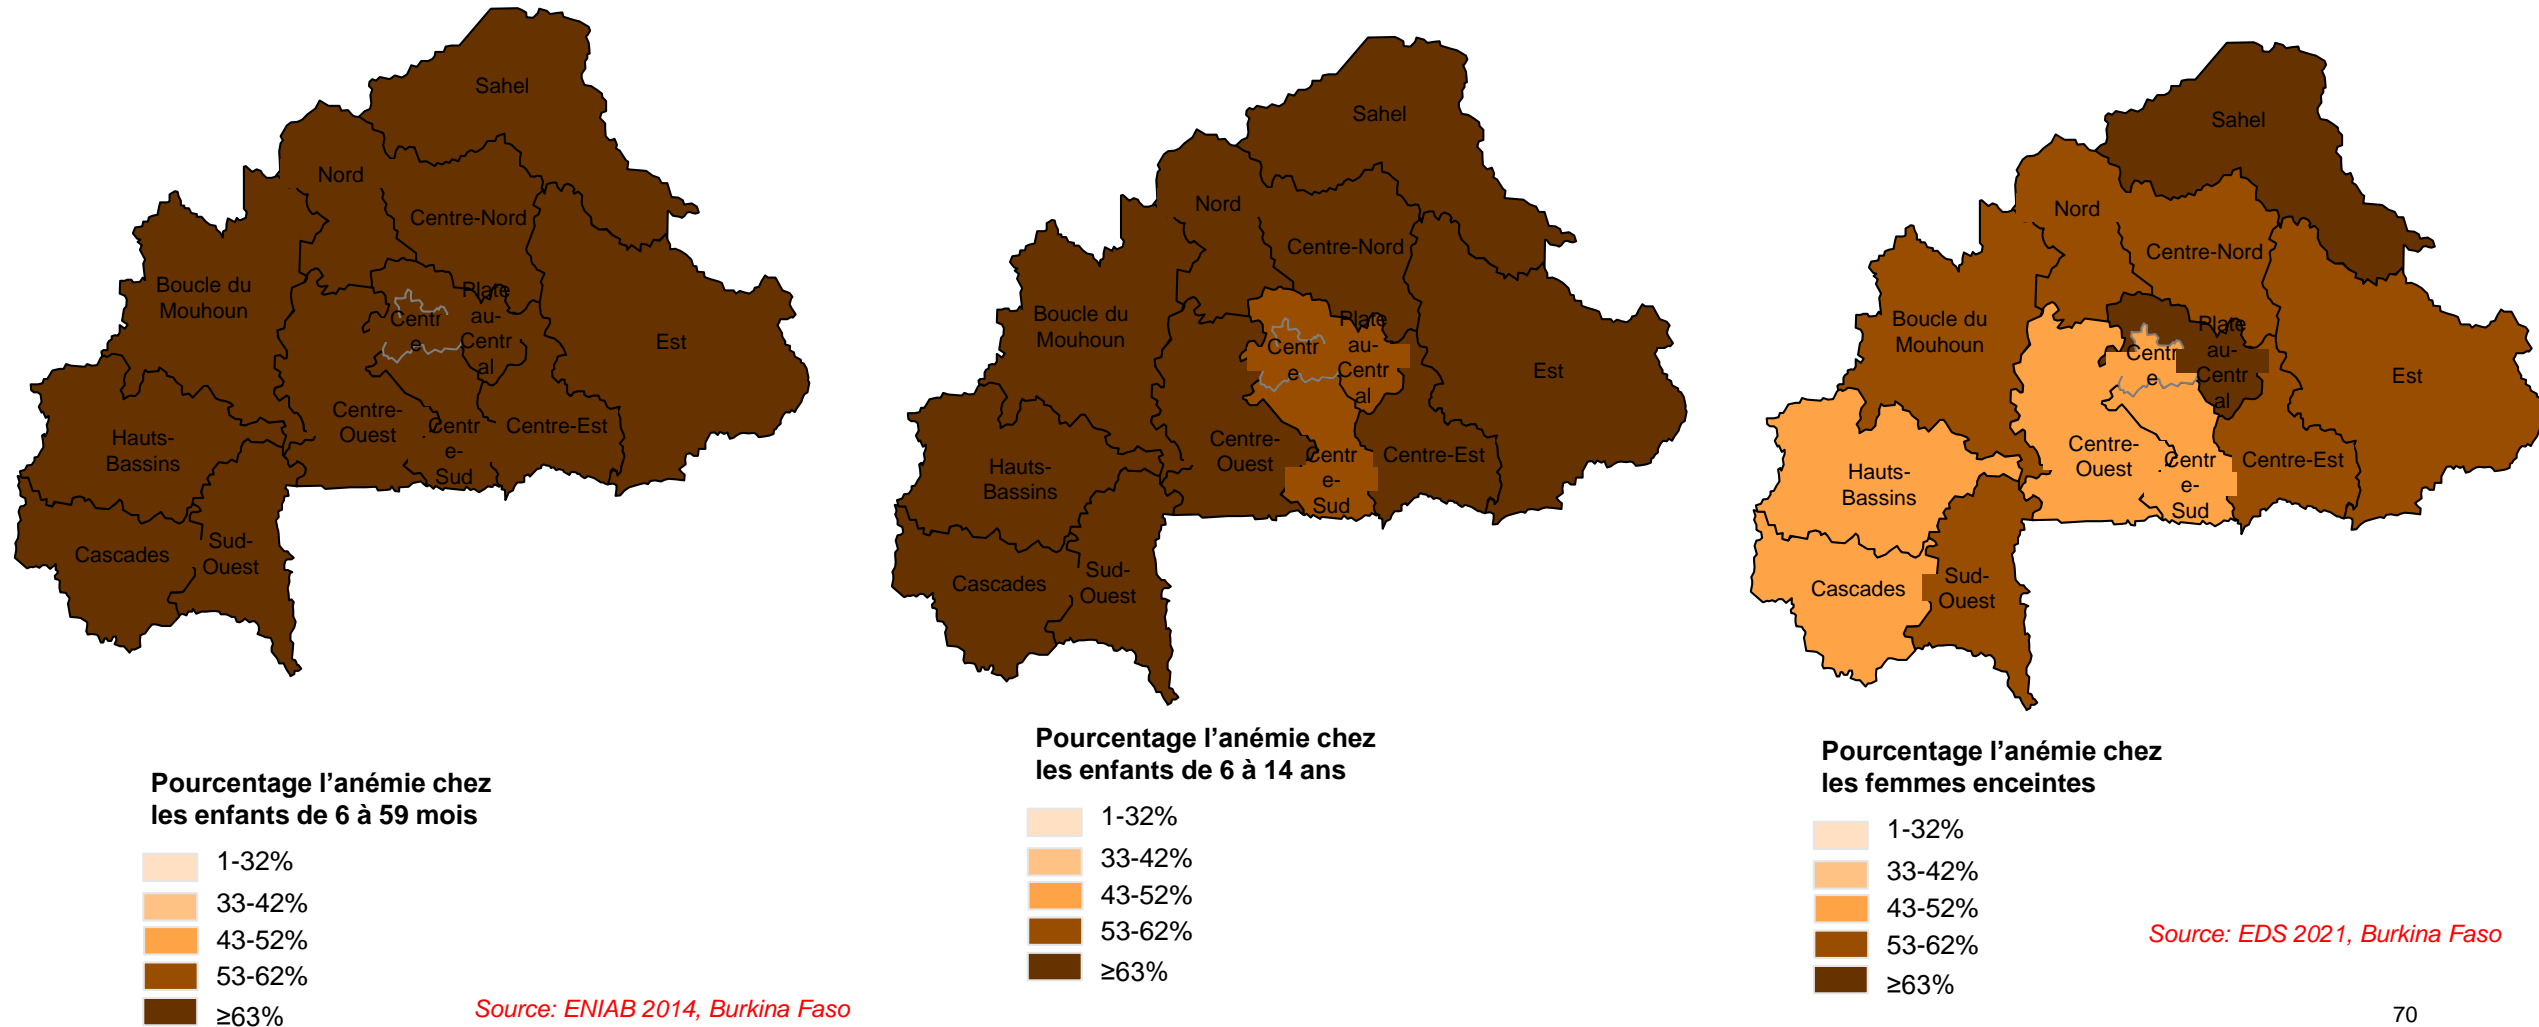 Sahel
Nord
Centre-Nord
Boucle du
Mouhoun
Plate
au-
Centr
al
Centr
e
Est
Centre-
Ouest
Centr
e-
Sud
Centre-Est
Hauts-
Bassins
Cascades
Sud-
Ouest
Pourcentage l’anémie chez
les enfants de 6 à 59 mois
1-32%
33-42%
43-52%
53-62%
≥63%
Source: ENIAB 2014, Burkina Faso
Sahel
Nord
Centre-Nord
Boucle du
Mouhoun
Plate
au-
Centr
al
Centr
e
Est
Centre-
Ouest
Centr
e-
Sud
Centre-Est
Hauts-
Bassins
Cascades
Sud-
Ouest
Pourcentage l’anémie chez
les enfants de 6 à 14 ans
1-32%
33-42%
43-52%
53-62%
≥63%
Sahel
Nord
Centre-Nord
Boucle du
Mouhoun
Plate
au-
Centr
al
Centr
e
Est
Centre-
Ouest
Centr
e-
Sud
Centre-Est
Hauts-
Bassins
Cascades
Sud-
Ouest
Pourcentage l’anémie chez
les femmes enceintes
1-32%
33-42%
43-52%
53-62%
≥63%
Source: EDS 2021, Burkina Faso
70